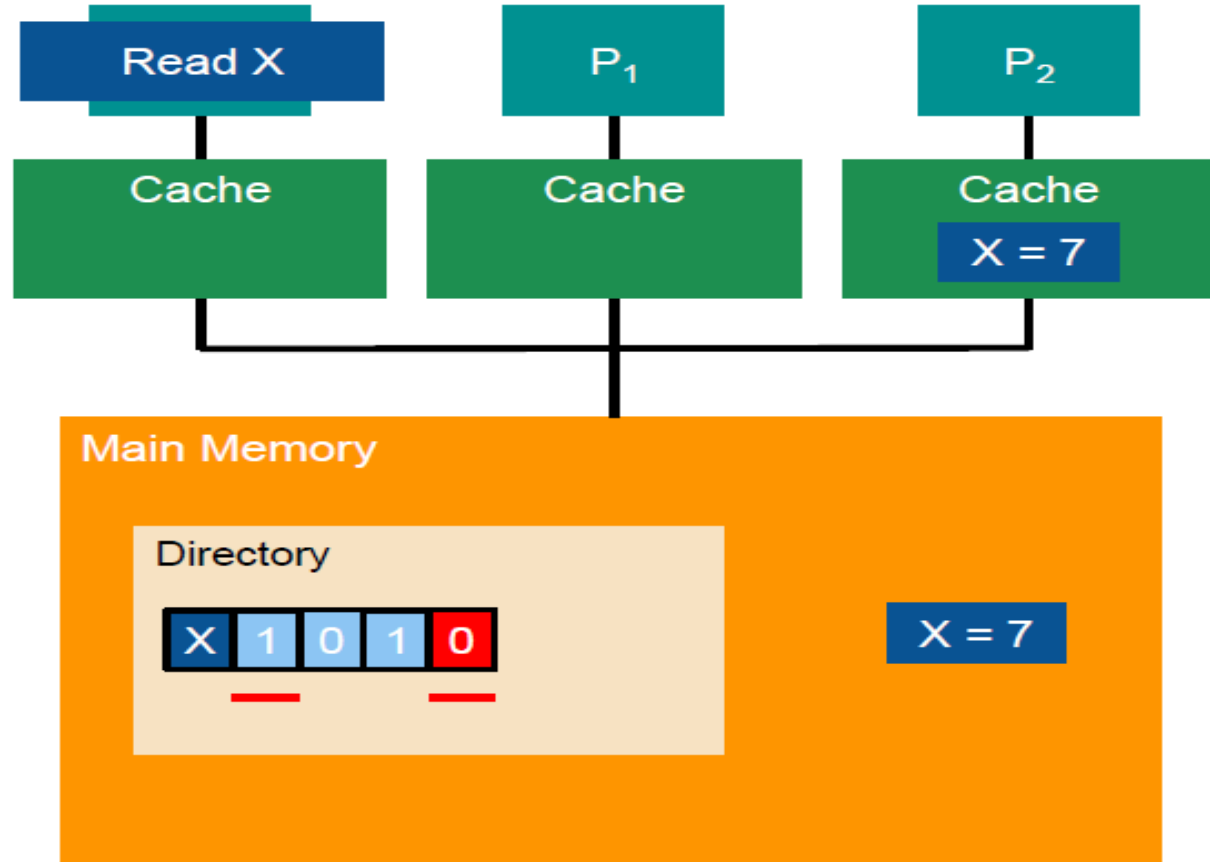 Read X
P₁
P₂
Cache
Cache
Cache
X = 7
Main Memory
Directory
X 1 0 1 0
X = 7